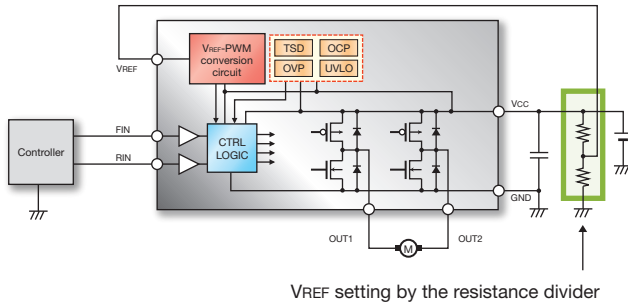 VREF
VREF-PWM
conversion
circuit
TSD
OCP
OVP
UVLO
VCC
FIN
RIN
Controller
CTRL
LOGIC
GND
OUT1
M
OUT2
VREF setting by the resistance divider